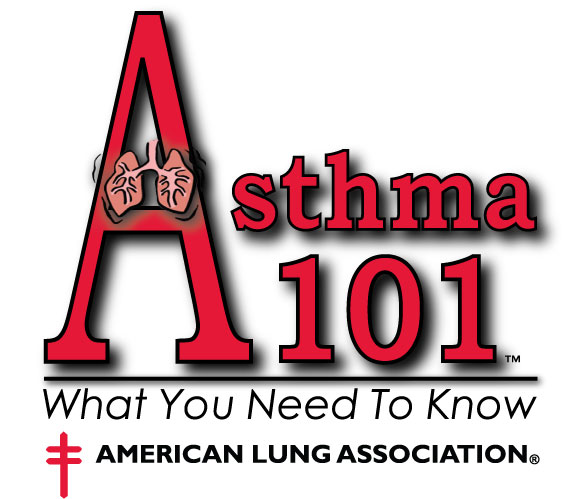 Asthma
101™
What You Need To Know
AMERICAN LUNG ASSOCIATION®